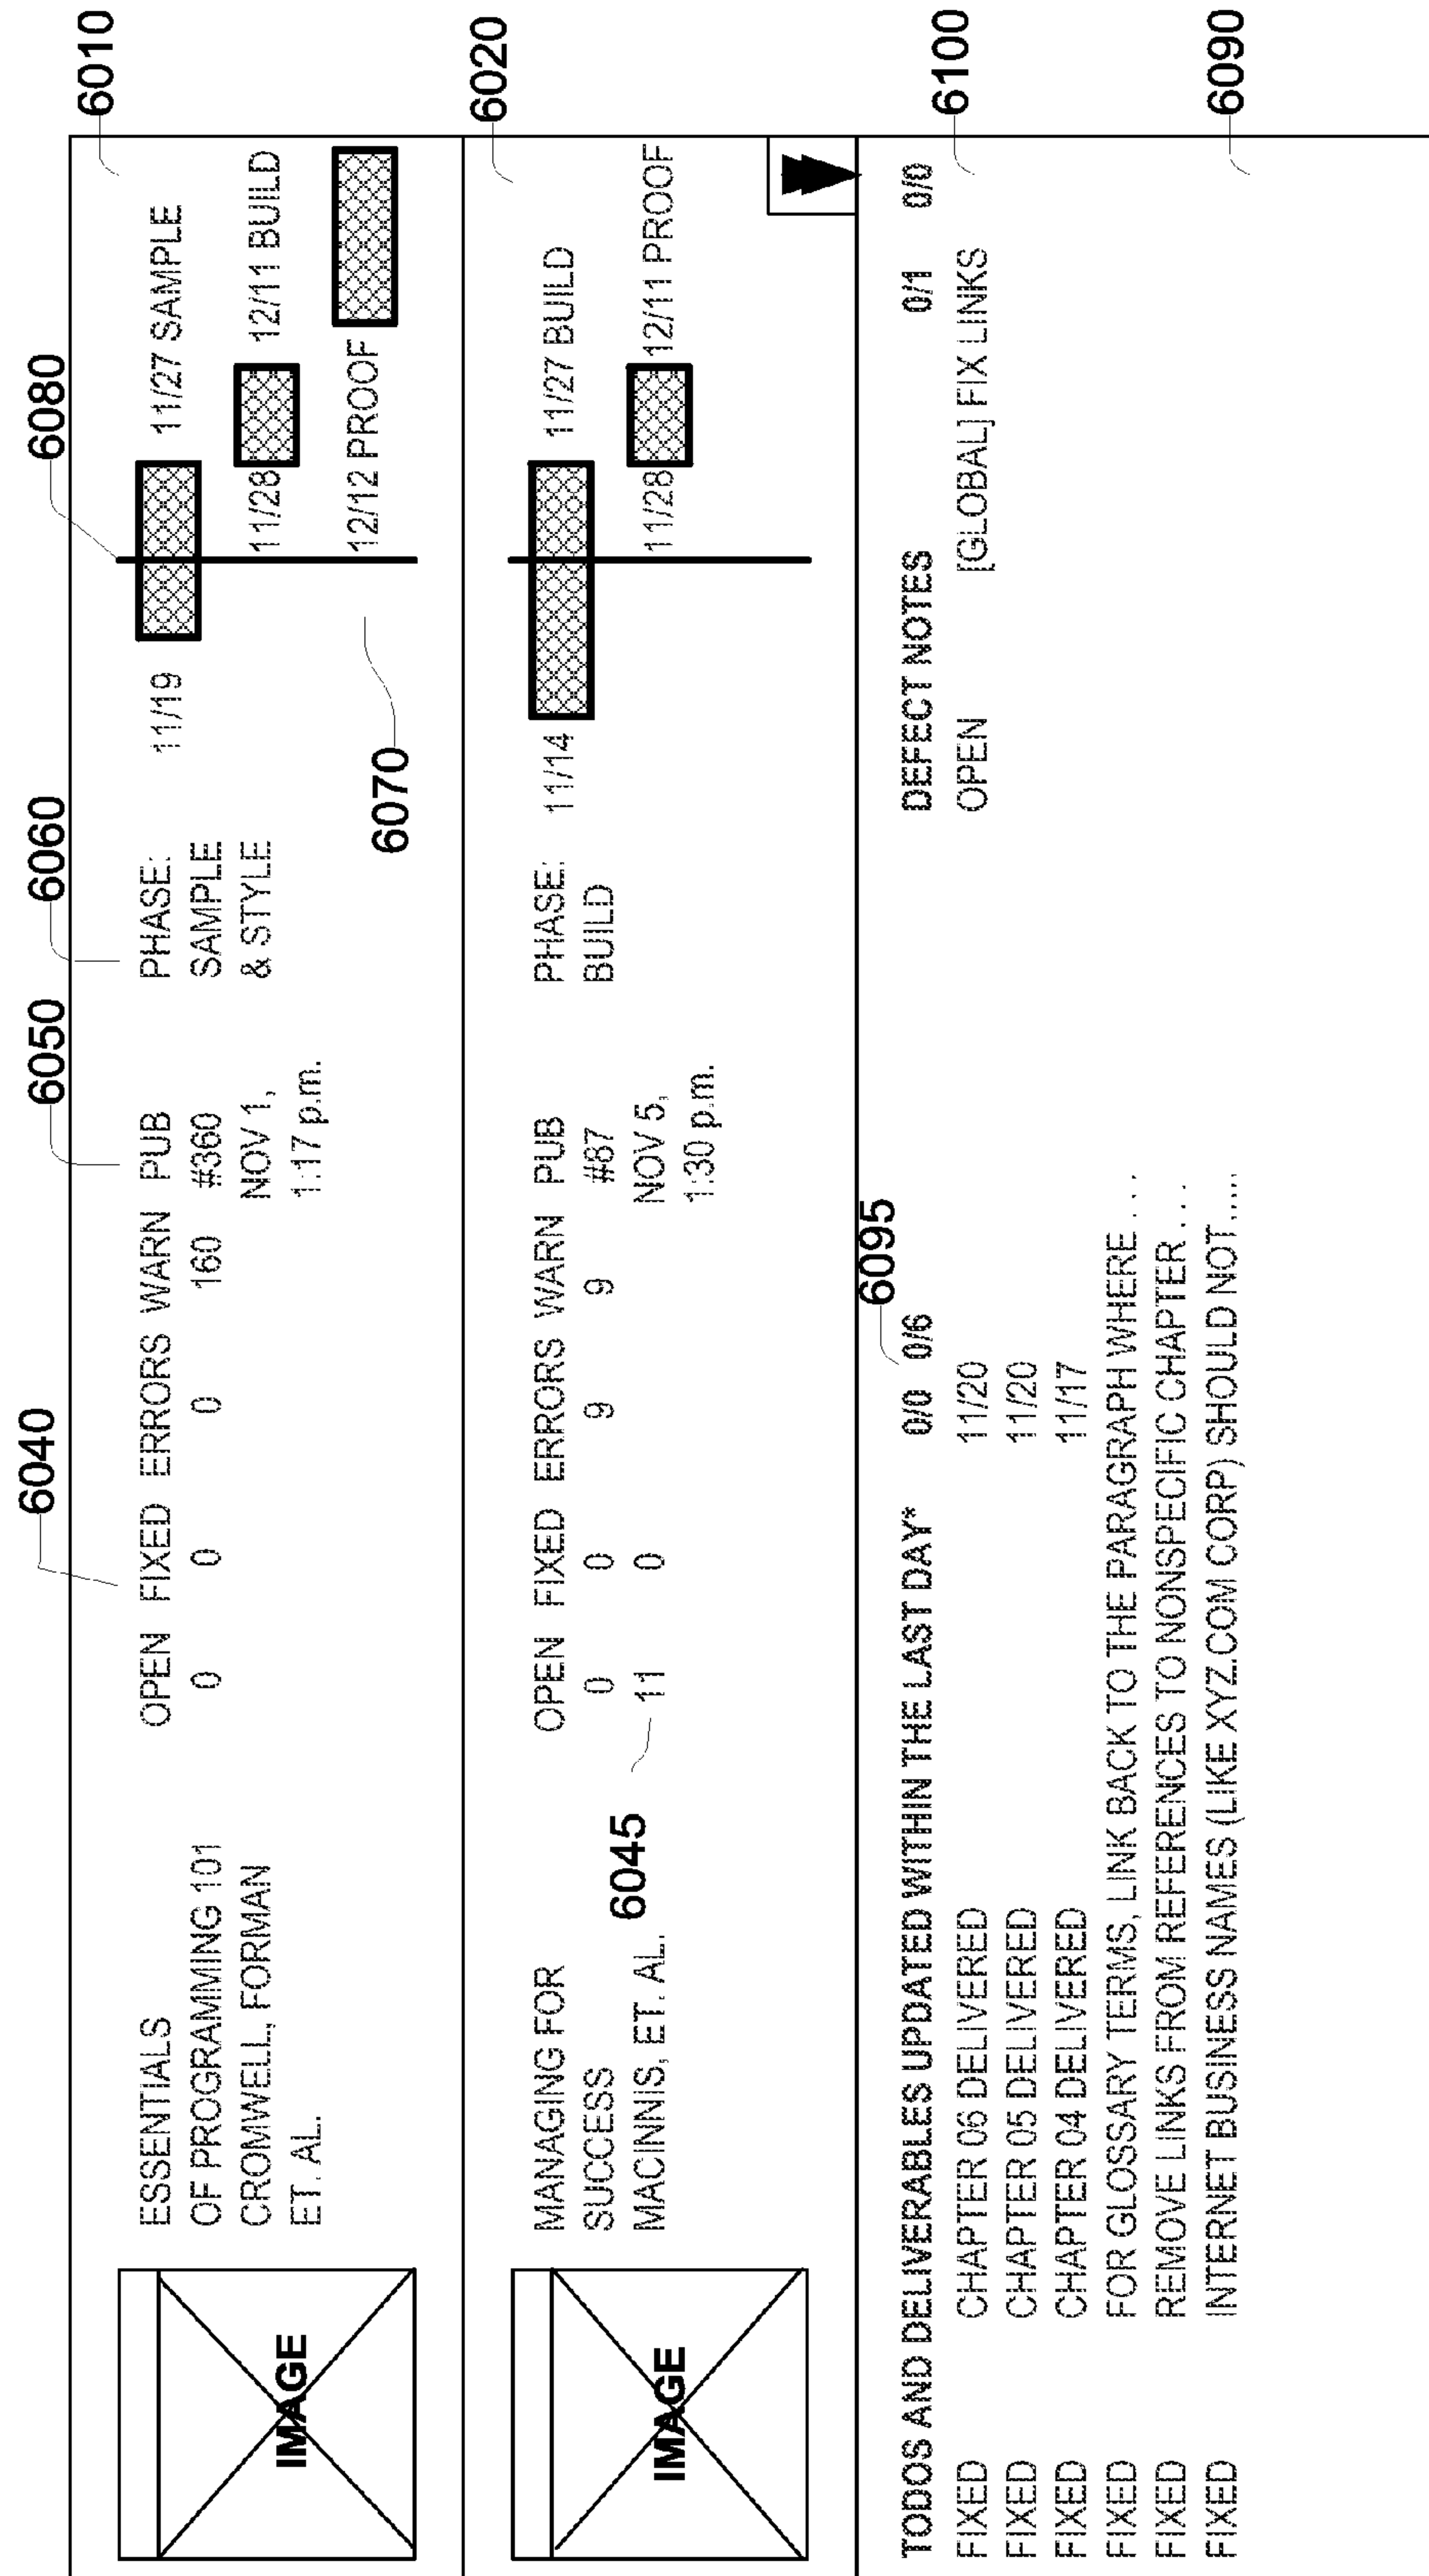 6040 6050 6060 6080
6010
IMAGE
ESSENTIALS OPEN FIXED ERRORS WARN PUB PHASE: 11/19 11/27 SAMPLE
OF PROGRAMMING 101 0 0 0 160 #360 SAMPLE
CROMWELL, FORMAN NOV 1, & STYLE 11/28 12/11 BUILD
ET. AL. 1:17 p.m.
12/12 PROOF
6070
6020
IMAGE
MANAGING FOR OPEN FIXED ERRORS WARN PUB PHASE: 11/14 11/27 BUILD
SUCCESS 0 0 9 9 #87 BUILD
MACINNIS, ET. AL. 11 0 NOV 5, 11/28 12/11 PROOF
6045 1:30 p.m.
6095
TODOS AND DELIVERABLES UPDATED WITHIN THE LAST DAY* 0/0 0/6 DEFECT NOTES 0/1 0/0
FIXED CHAPTER 06 DELIVERED 11/20 OPEN [GLOBAL] FIX LINKS 6100
FIXED CHAPTER 05 DELIVERED 11/20
FIXED CHAPTER 04 DELIVERED 11/17
FIXED FOR GLOSSARY TERMS, LINK BACK TO THE PARAGRAPH WHERE . . .
FIXED REMOVE LINKS FROM REFERENCES TO NONSPECIFIC CHAPTER . . .
FIXED INTERNET BUSINESS NAMES (LIKE XYZ.COM CORP) SHOULD NOT..... 6090